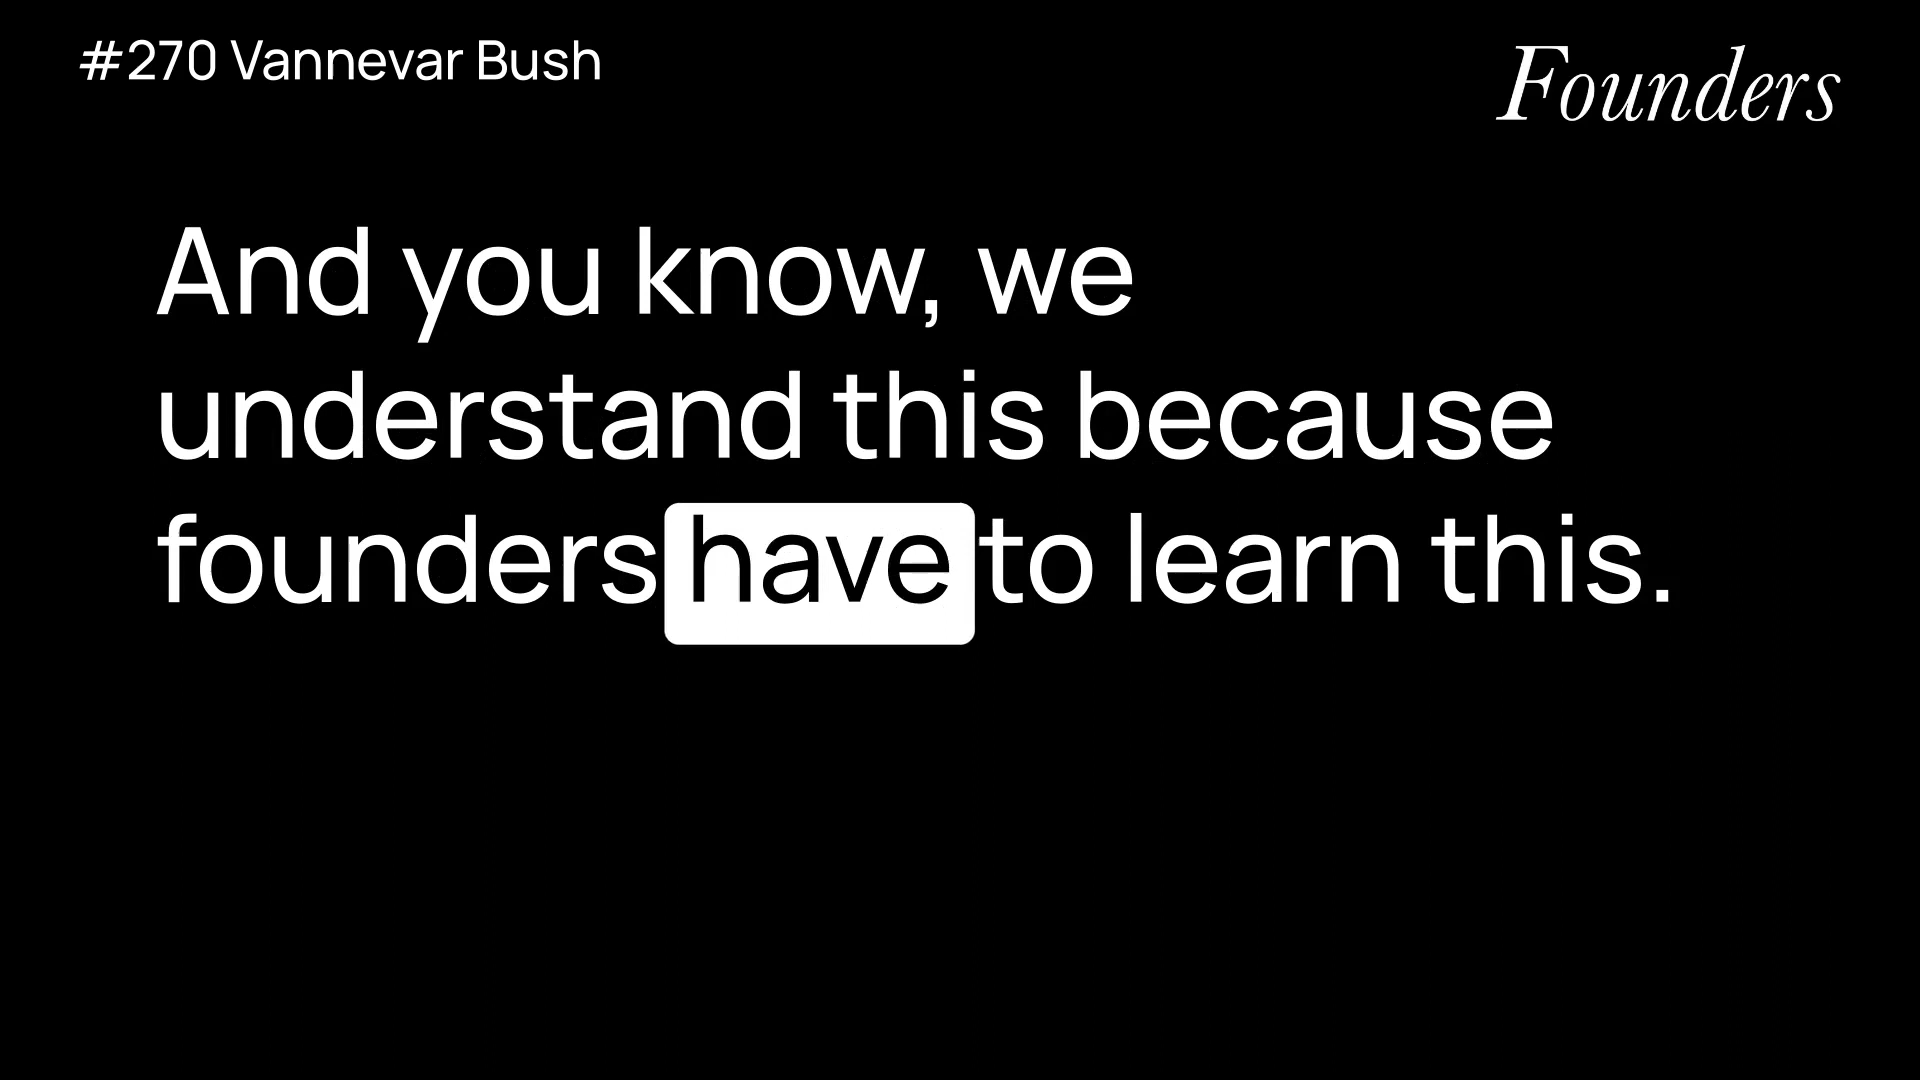 #270 Vannevar Bush
Founders
And you know, we
understand this because
founders have to learn this.